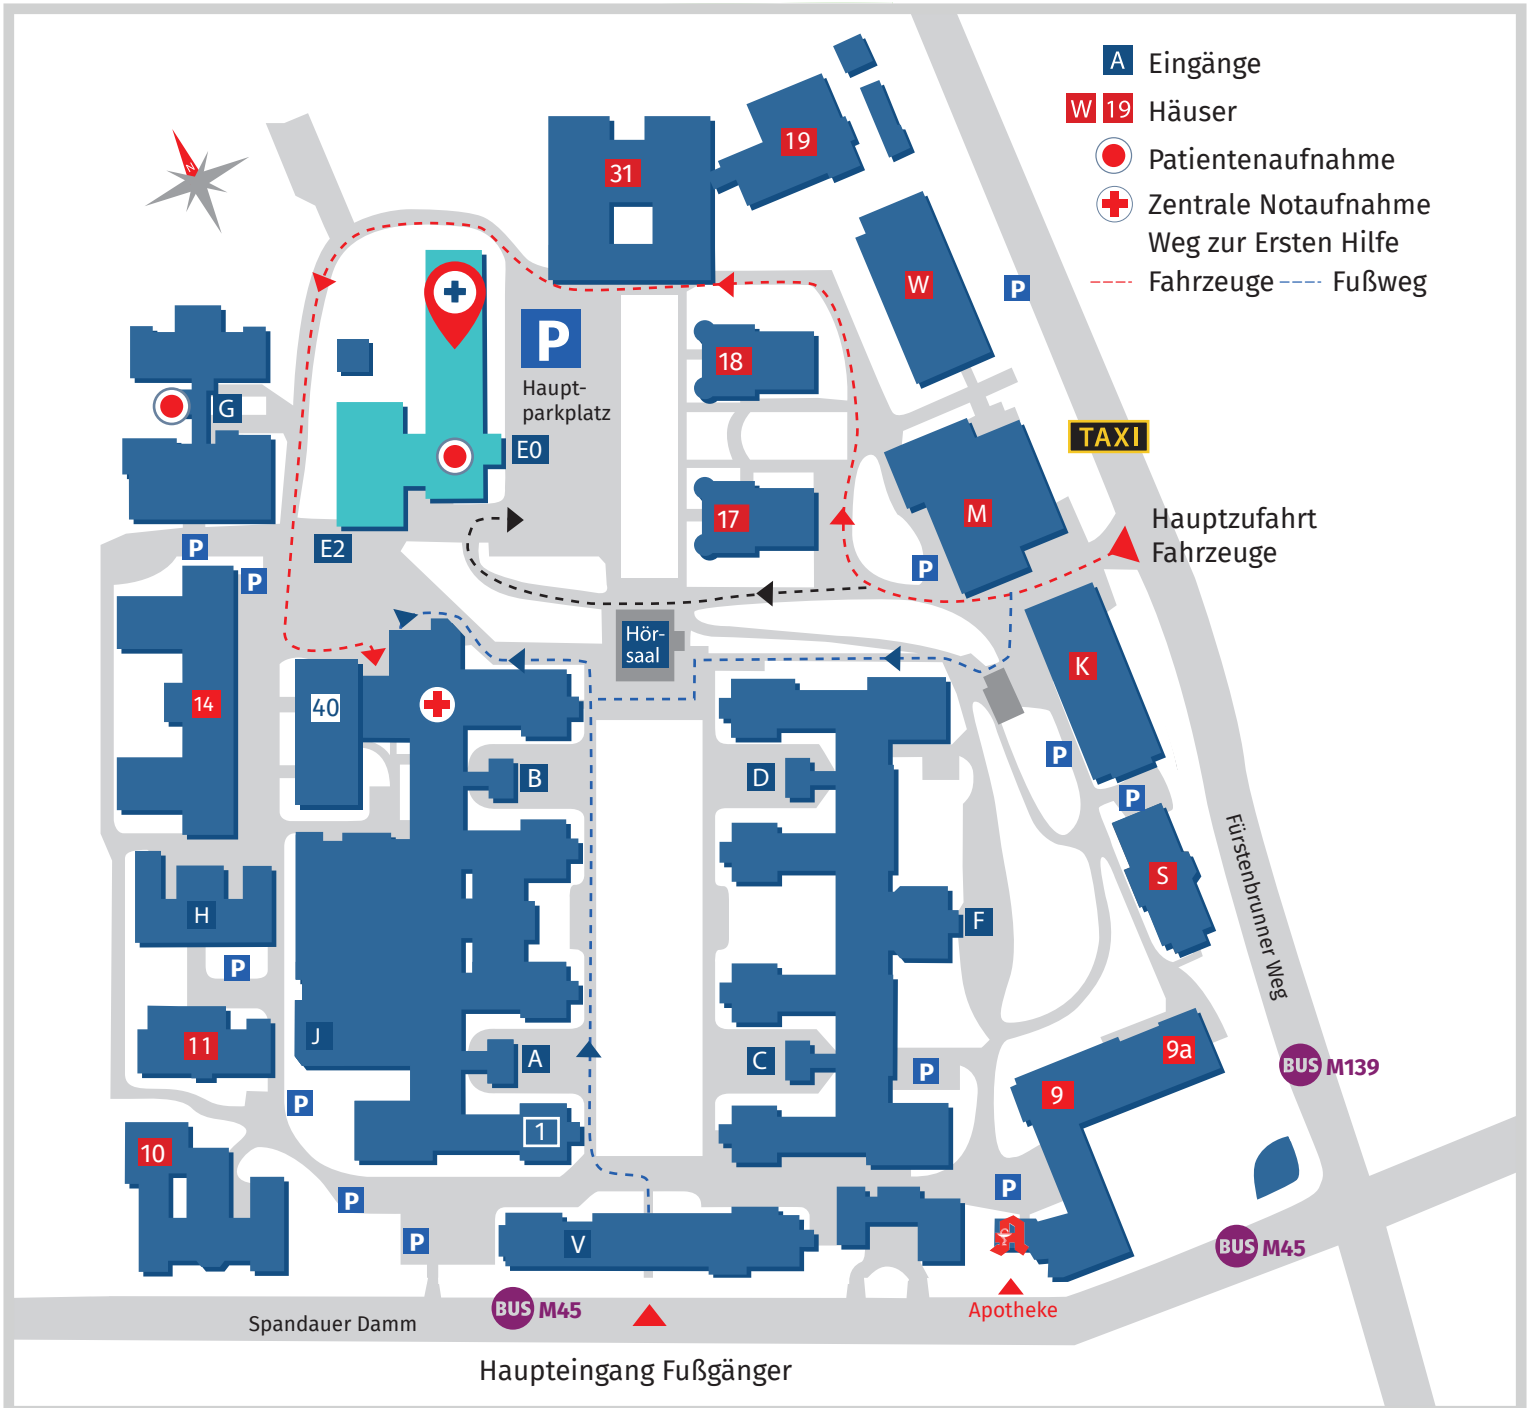 A Eingänge
W 19 Häuser
Patientenaufnahme
Zentrale Notaufnahme
Weg zur Ersten Hilfe
Fahrzeuge
Fußweg
N
19
31
W
P
P
Haupt-
parkplatz
18
G
E0
TAXI
17
M
Hauptzufahrt
Fahrzeuge
E2
P
P
P
Hör-
saal
K
14
40
B
D
P
P
S
Fürstenbrunner Weg
H
F
P
J
11
A
C
P
9a
9
BUS M139
P
10
1
P
P
P
V
A
BUS M45
BUS M45
Apotheke
Spandauer Damm
Haupteingang Fußgänger